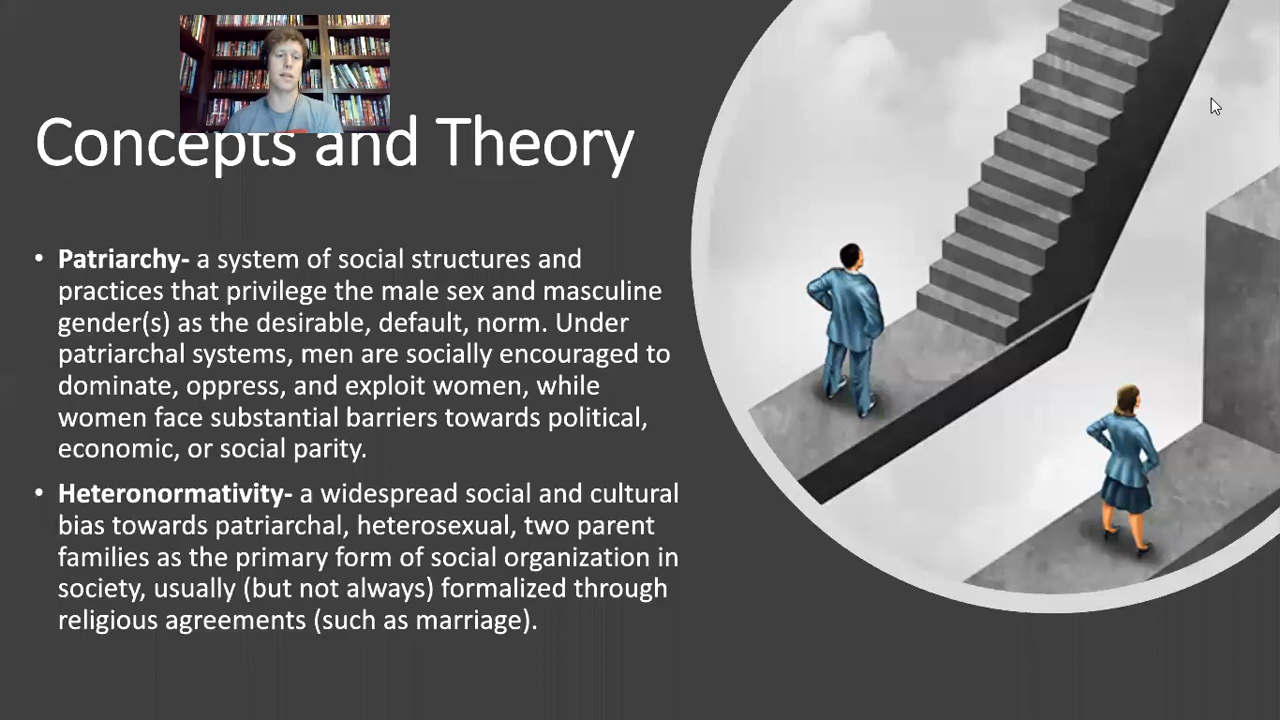 Concepts and Theory
• Patriarchy- a system of social structures and
practices that privilege the male sex and masculine
gender(s) as the desirable, default, norm. Under
patriarchal systems, men are socially encouraged to
dominate, oppress, and exploit women, while
women face substantial barriers towards political,
economic, or social parity.
• Heteronormativity- a widespread social and cultural
bias towards patriarchal, heterosexual, two parent
families as the primary form of social organization in
society, usually (but not always) formalized through
religious agreements (such as marriage).